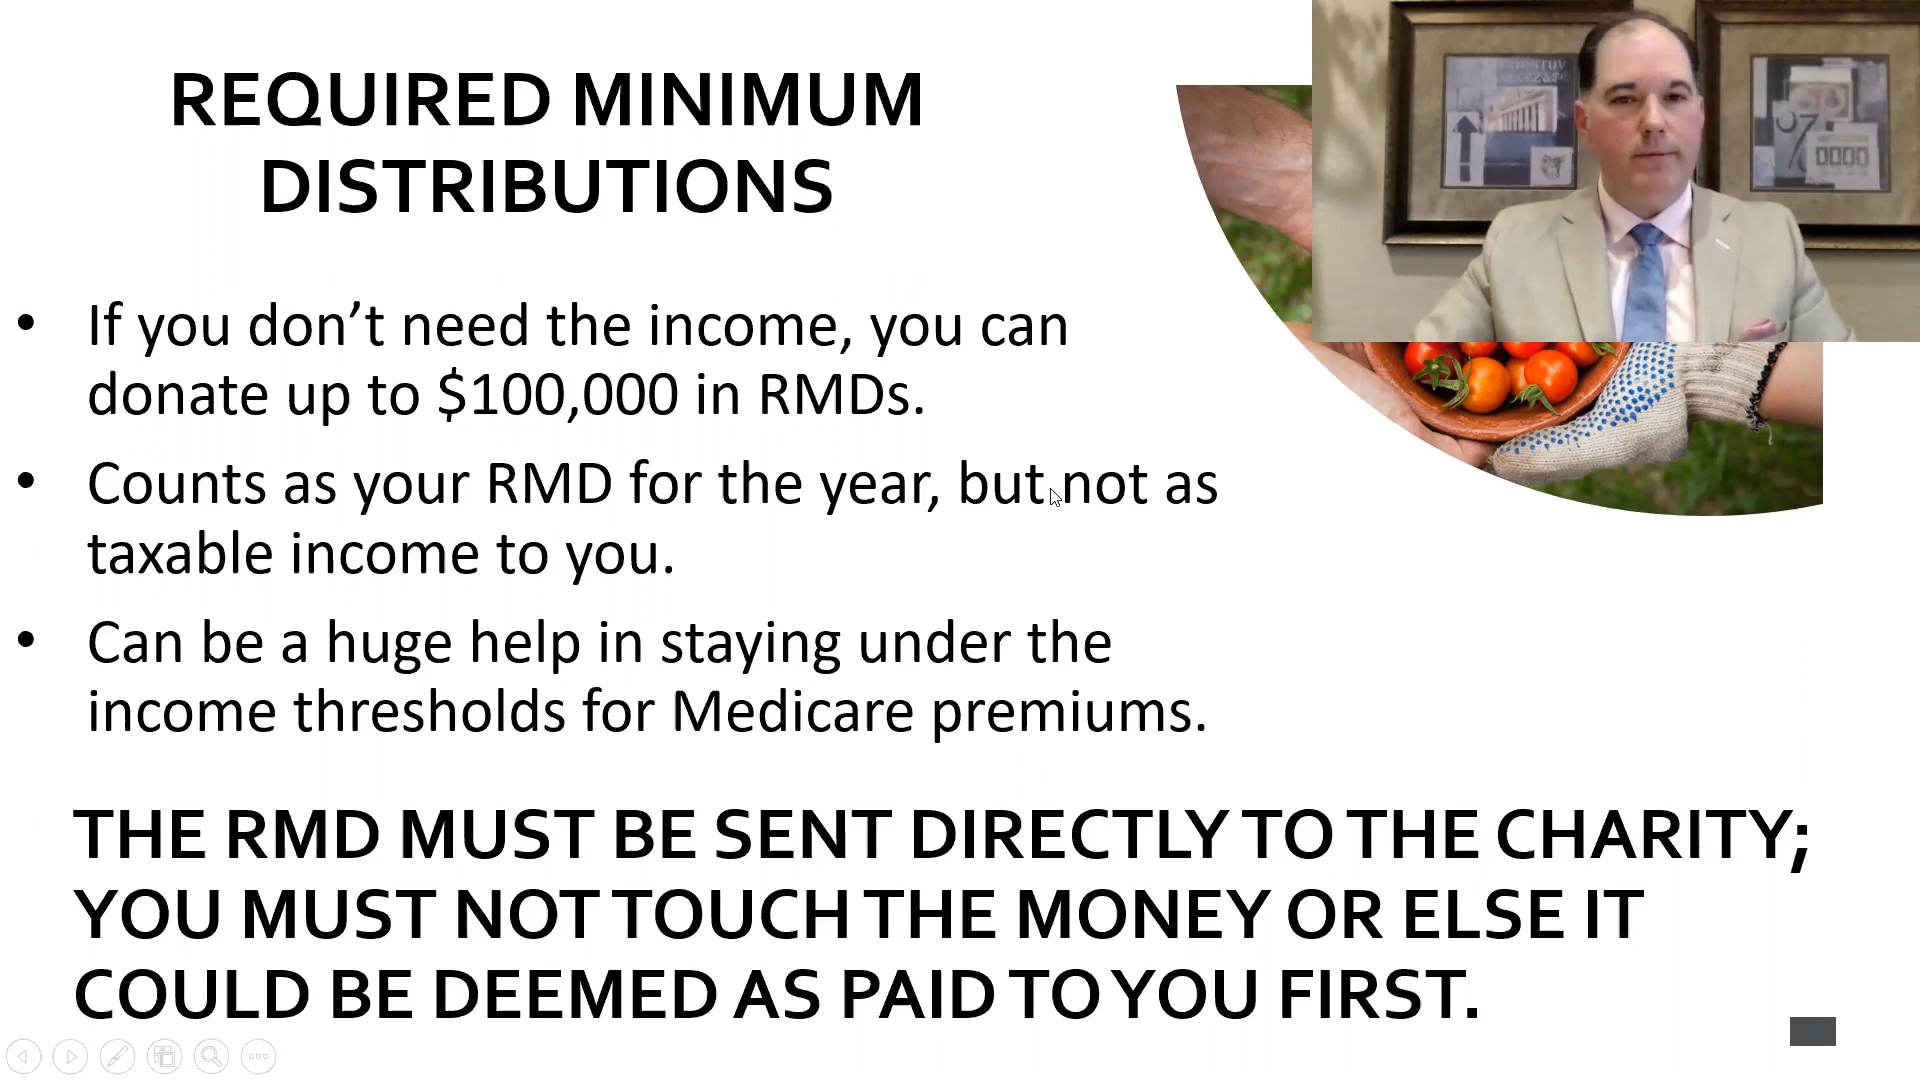 REQUIRED MINIMUM
DISTRIBUTIONS
• If you don’t need the income, you can
donate up to $100,000 in RMDs.
• Counts as your RMD for the year, but not as
taxable income to you.
• Can be a huge help in staying under the
income thresholds for Medicare premiums.
THE RMD MUST BE SENT DIRECTLY TO THE CHARITY;
YOU MUST NOT TOUCH THE MONEY OR ELSE IT
COULD BE DEEMED AS PAID TO YOU FIRST.